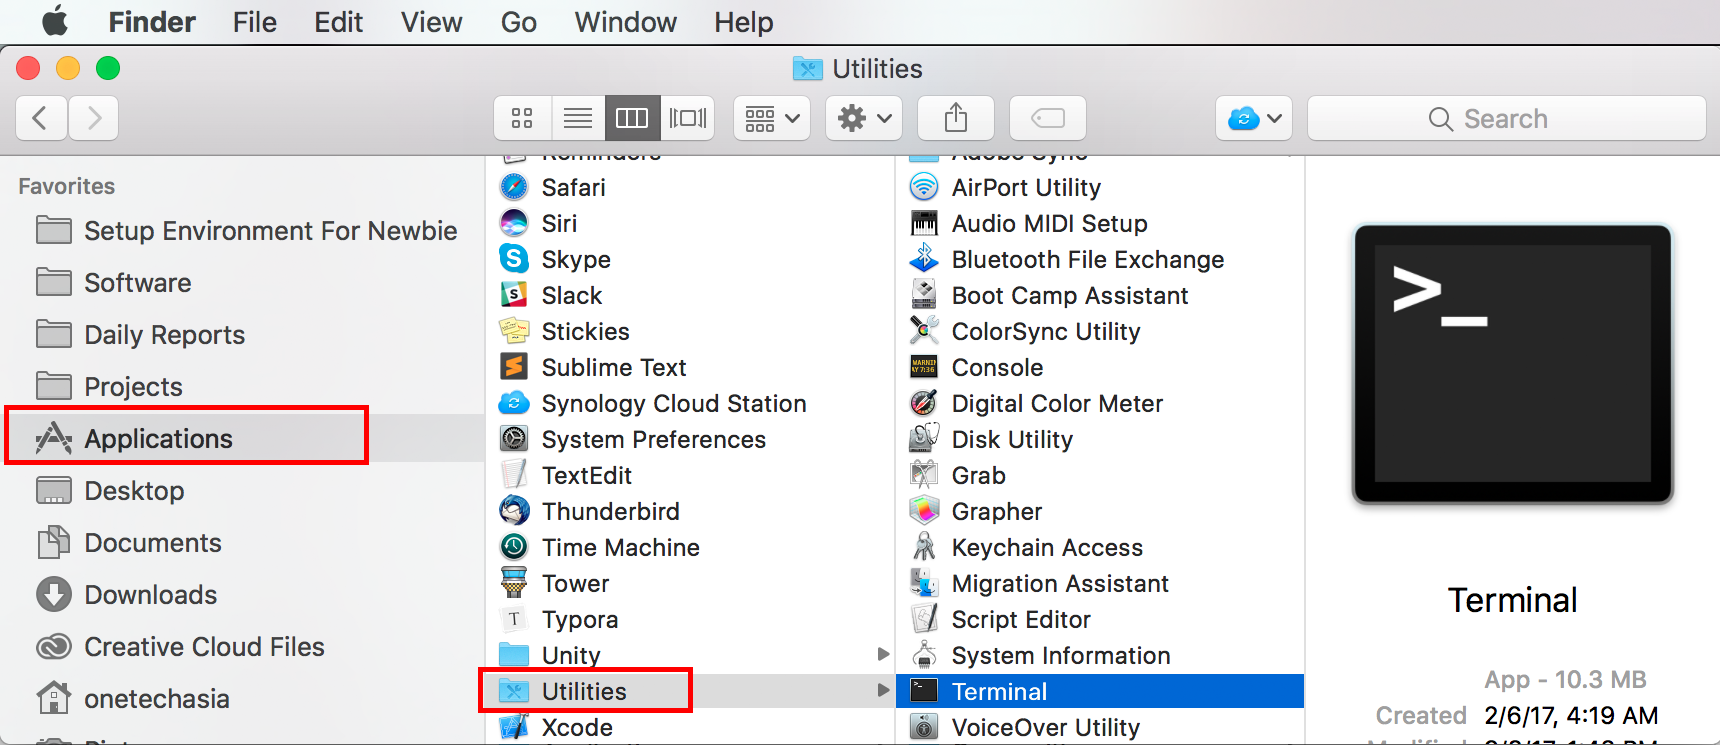 Finder File Edit View Go Window Help
Utilities
Search
Favorites
Setup Environment For Newbie
Software
Daily Reports
Projects
Applications
Desktop
Documents
Downloads
Creative Cloud Files
onetechasia
Reminders
Safari
Siri
Skype
Slack
Stickies
Sublime Text
Synology Cloud Station
System Preferences
TextEdit
Thunderbird
Time Machine
Tower
Typora
Unity
Utilities
Xcode
Adobe Sync
AirPort Utility
Audio MIDI Setup
Bluetooth File Exchange
Boot Camp Assistant
ColorSync Utility
Console
Digital Color Meter
Disk Utility
Grab
Grapher
Keychain Access
Migration Assistant
Script Editor
System Information
Terminal
VoiceOver Utility
>_
Terminal
App - 10.3 MB
Created 2/6/17, 4:19 AM